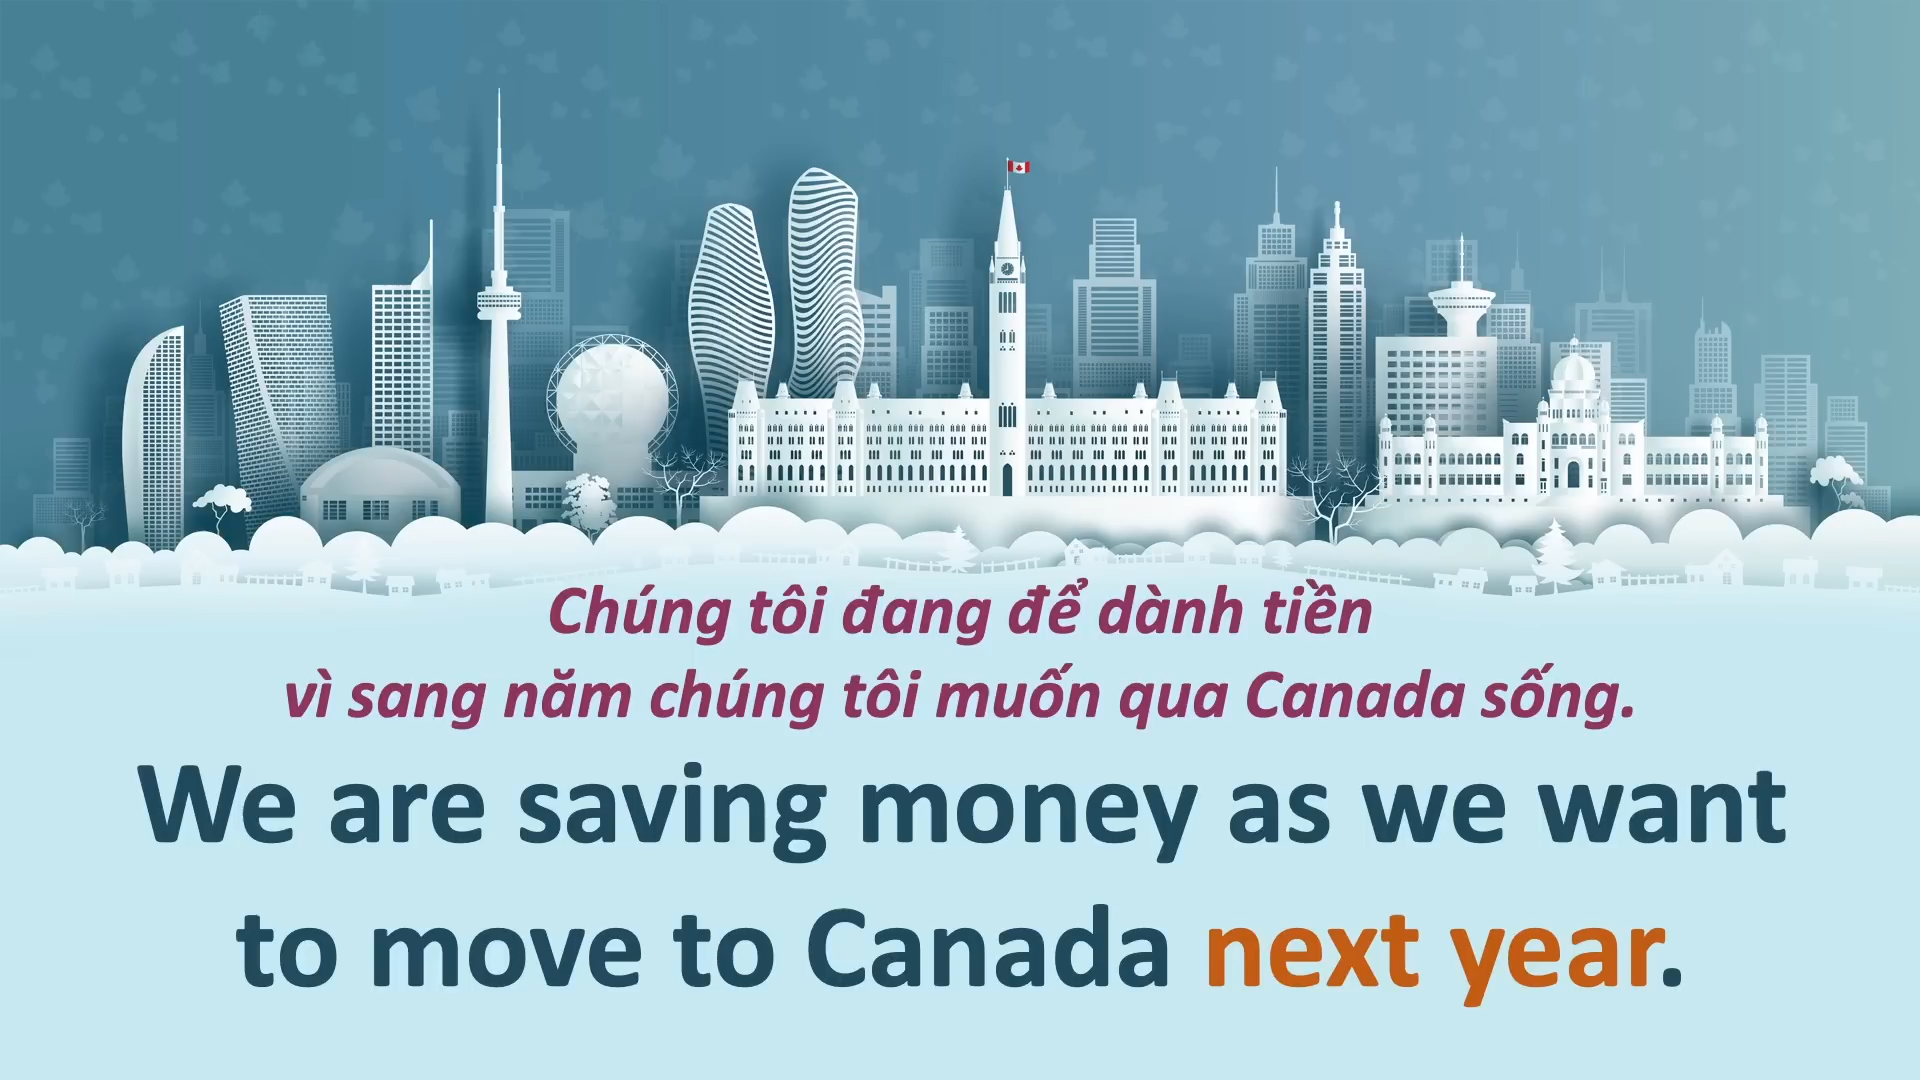 Chúng tôi đang để dành tiền
vì sang năm chúng tôi muốn qua Canada sống.
We are saving money as we want
to move to Canada next year.